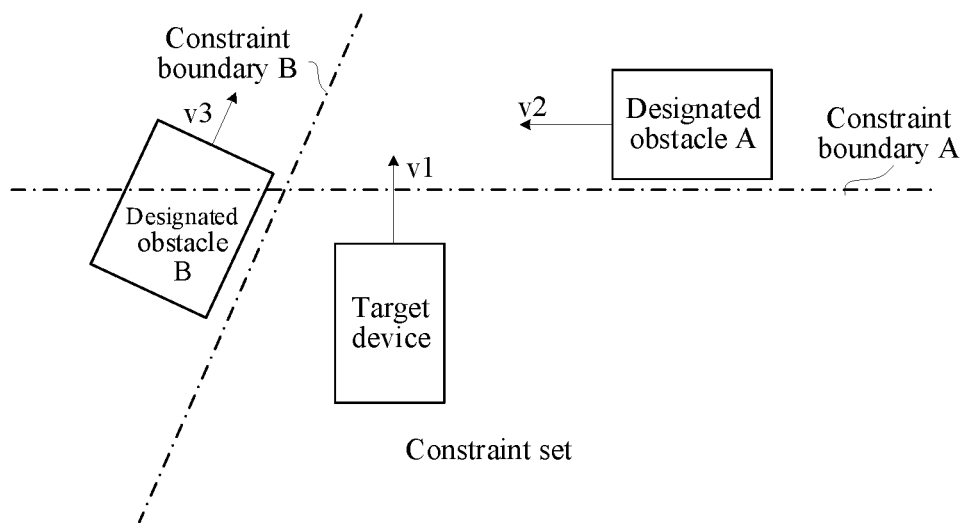 Constraint
boundary B
v3
v2
Designated
obstacle A
Constraint
boundary A
v1
Designated
obstacle
B
Target
device
Constraint set